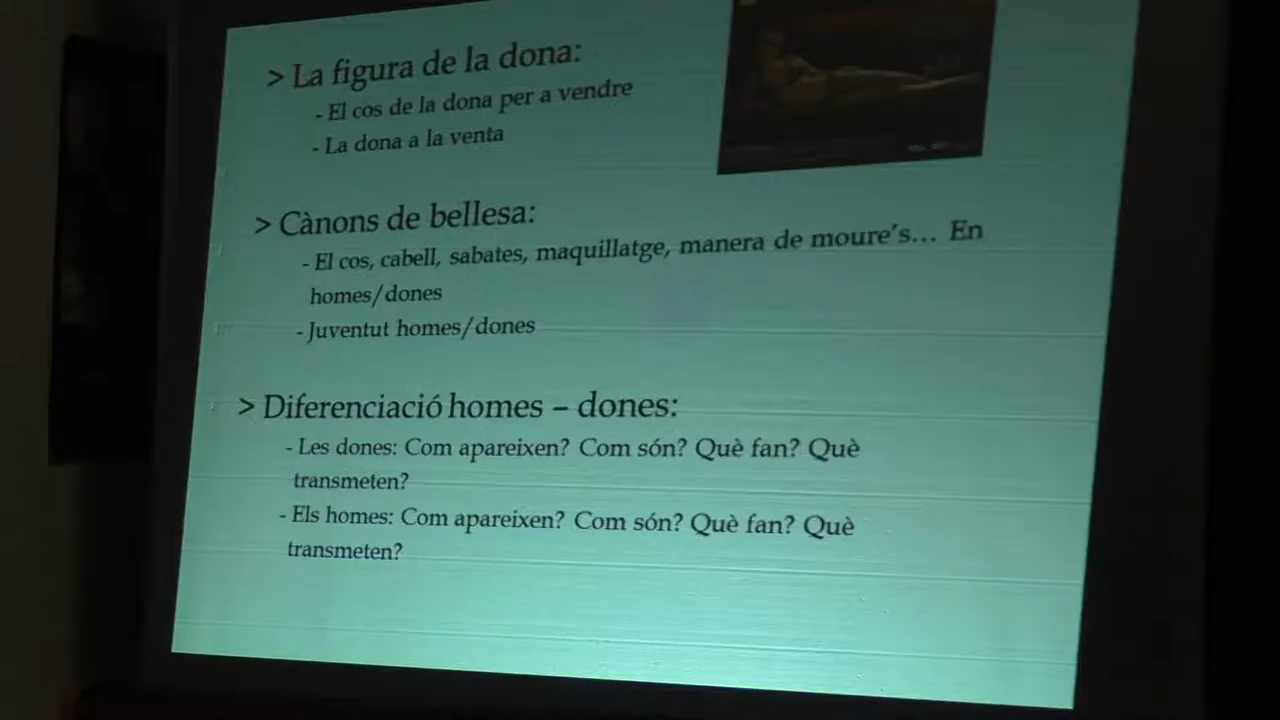 > La figura de la dona:
- El cos de la dona per a vendre
- La dona a la venta
> Cànons de bellesa:
- El cos, cabell, sabates, maquillatge, manera de moure's... En
homes/dones
- Juventut homes/dones
> Diferenciació homes – dones:
- Les dones: Com apareixen? Com són? Què fan? Què
transmeten?
- Els homes: Com apareixen? Com són? Què fan? Què
transmeten?